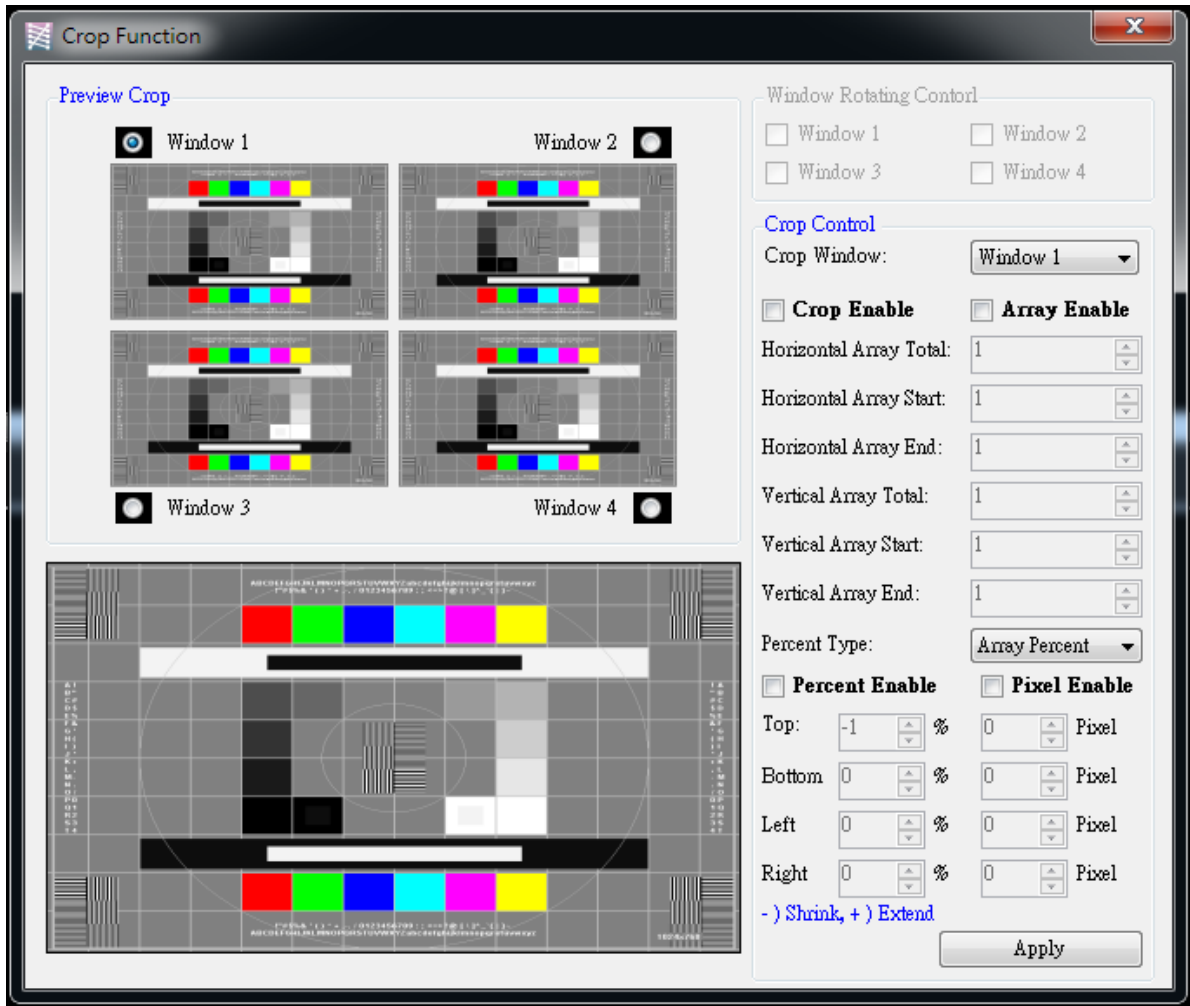 Crop Function
Preview Crop
Window 1
Window 2
Window 3
Window 4
1024x768
Window Rotating Contorl
Window 1
Window 2
Window 3
Window 4
Crop Control
Crop Window:
Window 1
Crop Enable
Array Enable
Horizontal Array Total:
1
Horizontal Array Start:
1
Horizontal Array End:
1
Vertical Array Total:
1
Vertical Array Start:
1
Vertical Array End:
1
Percent Type:
Array Percent
Percent Enable
Pixel Enable
Top:
-1
%
0
Pixel
Bottom
0
%
0
Pixel
Left
0
%
0
Pixel
Right
0
%
0
Pixel
- ) Shrink, + ) Extend
Apply